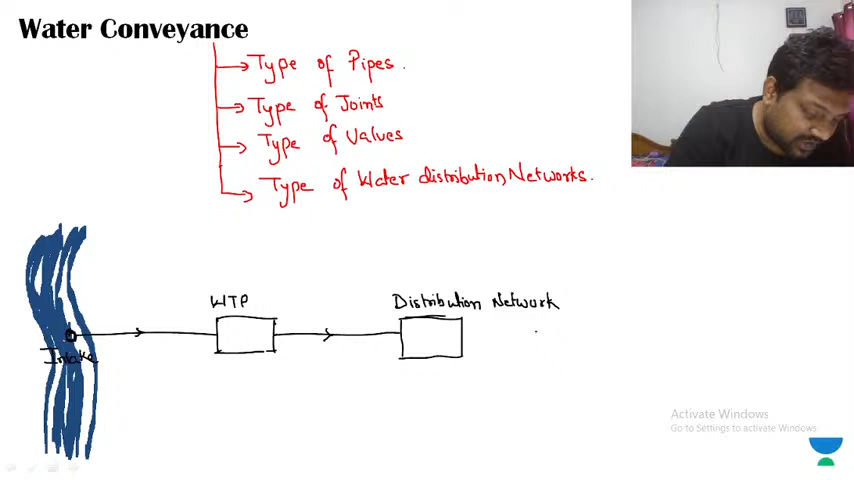 Water Conveyance
Type of Pipes.
Type of Joints
Type of Valves
Type of Water distribution Networks.
WTP
Distribution Network
Intake
Activate Windows
Go to Settings to activate Windows.